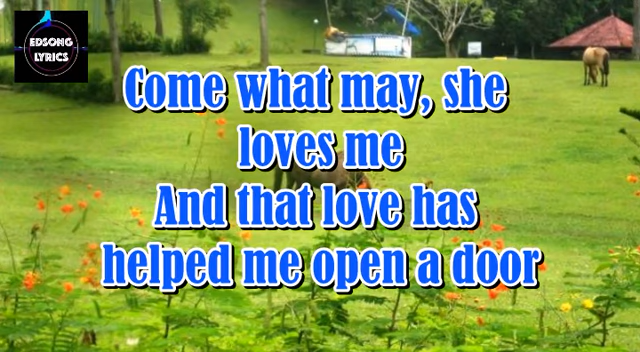 EDSONG
LYRICS
Come what may, she
loves me
And that love has
helped me open a door